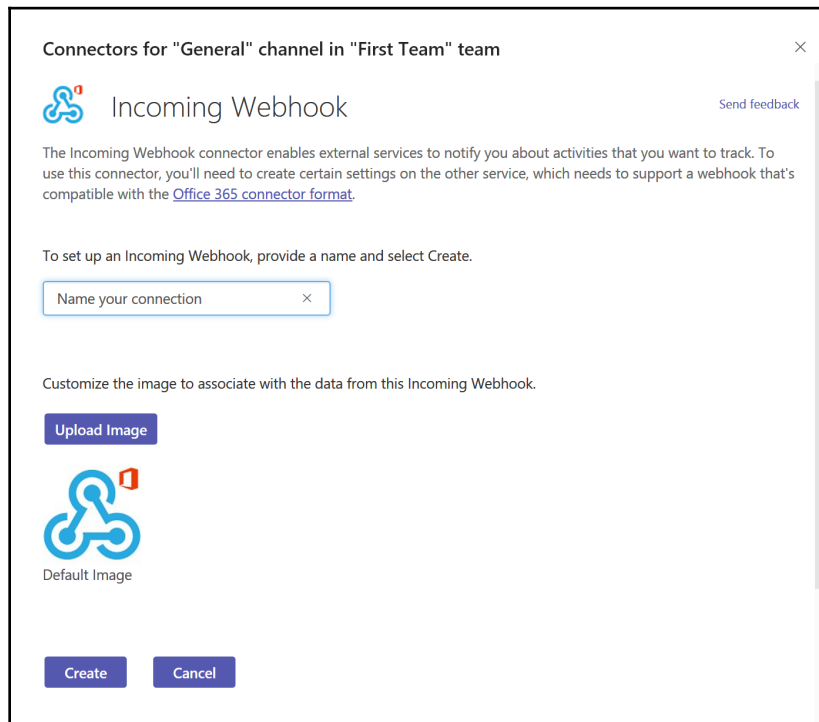 Connectors for "General" channel in "First Team" team
Incoming Webhook
Send feedback
The Incoming Webhook connector enables external services to notify you about activities that you want to track. To
use this connector, you'll need to create certain settings on the other service, which needs to support a webhook that's
compatible with the Office 365 connector format.
To set up an Incoming Webhook, provide a name and select Create.
Name your connection
Customize the image to associate with the data from this Incoming Webhook.
Upload Image
Default Image
Create Cancel